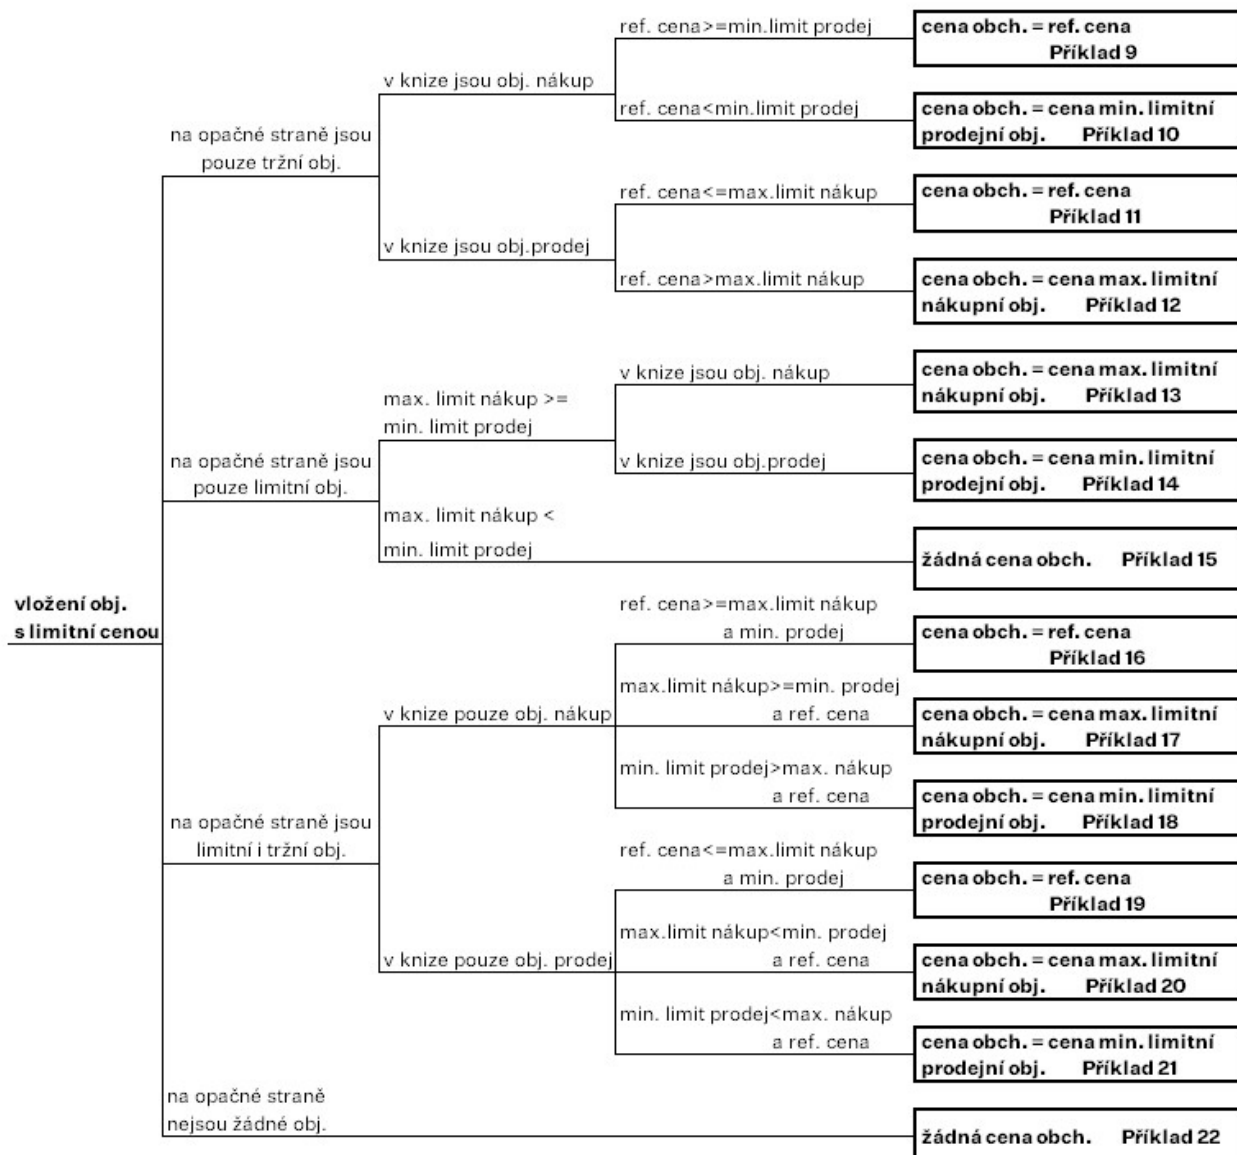 ref. cena>=min.limit prodej
cena obch. = ref. cena
Příklad 9
v knize jsou obj. nákup
ref. cena<min.limit prodej
cena obch. = cena min. limitní
prodejní obj. Příklad 10
na opačné straně jsou
pouze tržní obj.
ref. cena<=max.limit nákup
cena obch. = ref. cena
Příklad 11
v knize jsou obj.prodej
ref. cena>max.limit nákup
cena obch. = cena max. limitní
nákupní obj. Příklad 12
v knize jsou obj. nákup
cena obch. = cena max. limitní
nákupní obj. Příklad 13
max. limit nákup >=
min. limit prodej
na opačné straně jsou
pouze limitní obj.
v knize jsou obj.prodej
cena obch. = cena min. limitní
prodejní obj. Příklad 14
max. limit nákup <
min. limit prodej
žádná cena obch. Příklad 15
vložení obj.
s limitní cenou
ref. cena>=max.limit nákup
a min. prodej
cena obch. = ref. cena
Příklad 16
v knize pouze obj. nákup
max.limit nákup>=min. prodej
a ref. cena
cena obch. = cena max. limitní
nákupní obj. Příklad 17
min. limit prodej>max. nákup
a ref. cena
cena obch. = cena min. limitní
prodejní obj. Příklad 18
na opačné straně jsou
limitní i tržní obj.
ref. cena<=max.limit nákup
a min. prodej
cena obch. = ref. cena
Příklad 19
v knize pouze obj. prodej
max.limit nákup<min. prodej
a ref. cena
cena obch. = cena max. limitní
nákupní obj. Příklad 20
min. limit prodej<max. nákup
a ref. cena
cena obch. = cena min. limitní
prodejní obj. Příklad 21
na opačné straně
nejsou žádné obj.
žádná cena obch. Příklad 22